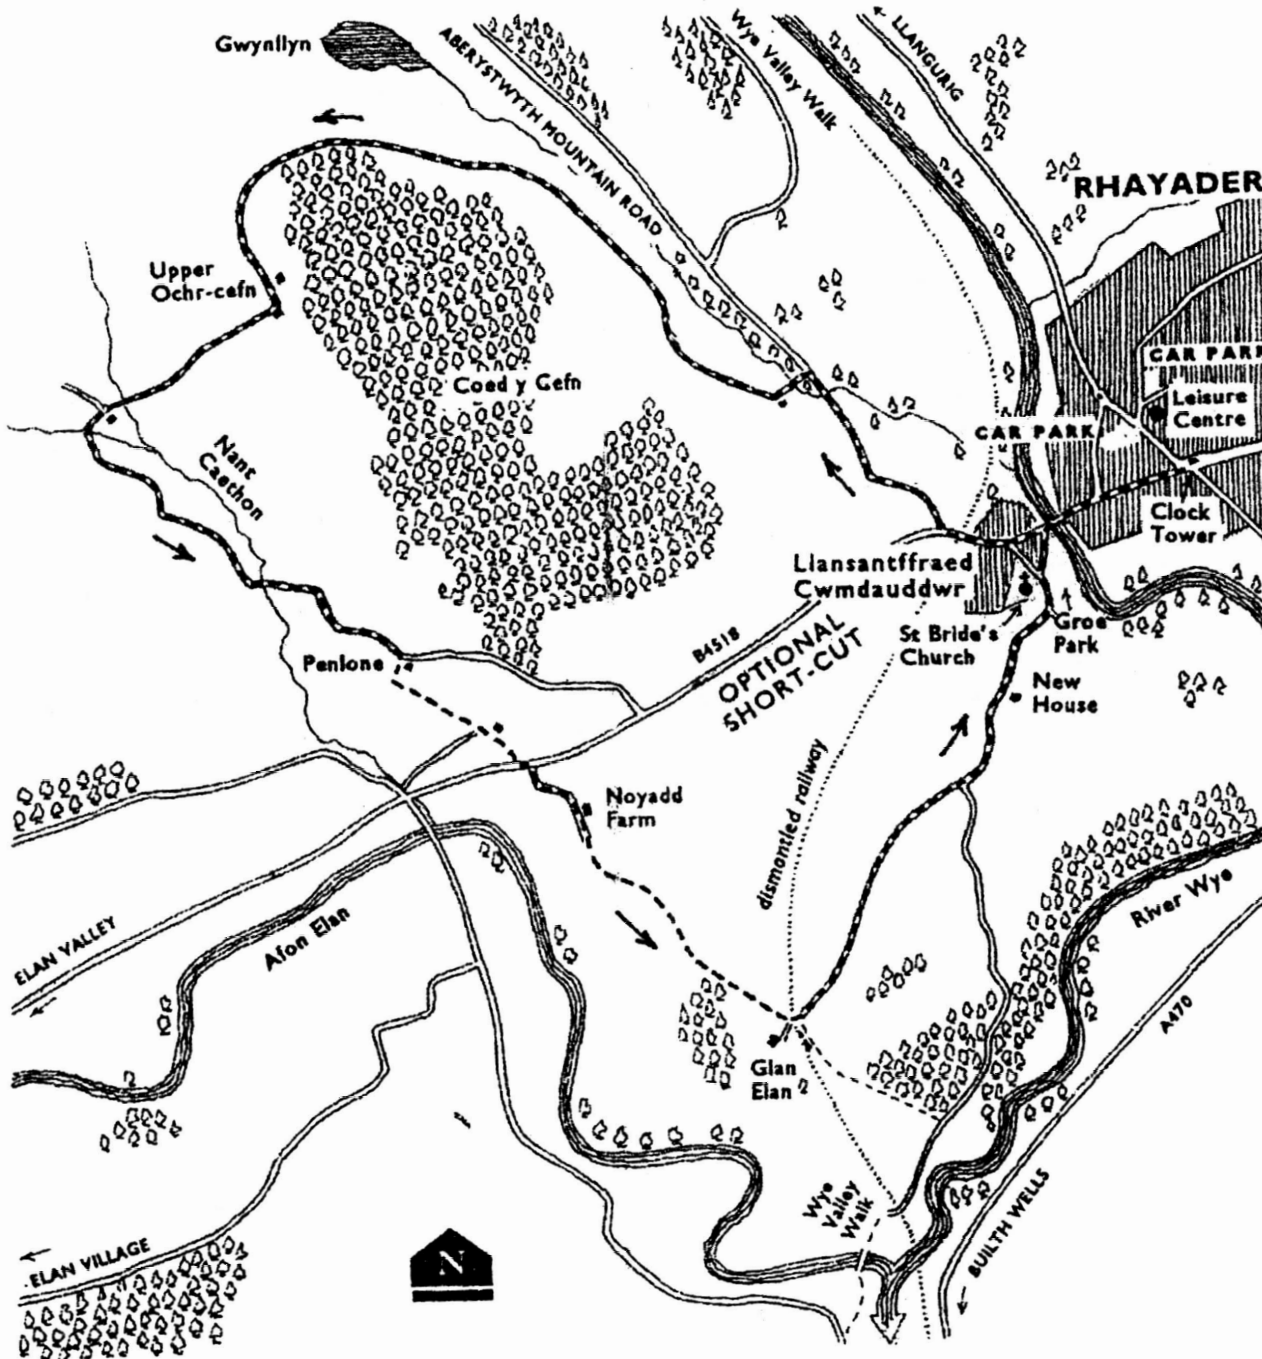 Gwynllyn
ABERYSTWYTH MOUNTAIN ROAD
Wye Valley Walk
LLANGURIG
RHAYADER
Upper
Ochr-cefn
CAR PARK
Leisure
Centre
Coed y Cefn
CAR PARK
Nant
Caethon
Clock
Tower
Llansantffraed
Cwmdauddwr
St Bride's
Church
Groe
Park
Penlone
B4518
OPTIONAL
SHORT-CUT
New
House
Noyadd
Farm
dismantled railway
River Wye
ELAN VALLEY
Afon Elan
A470
Glan
Elan
Wye
Valley
Walk
BUILTH WELLS
ELAN VILLAGE
N